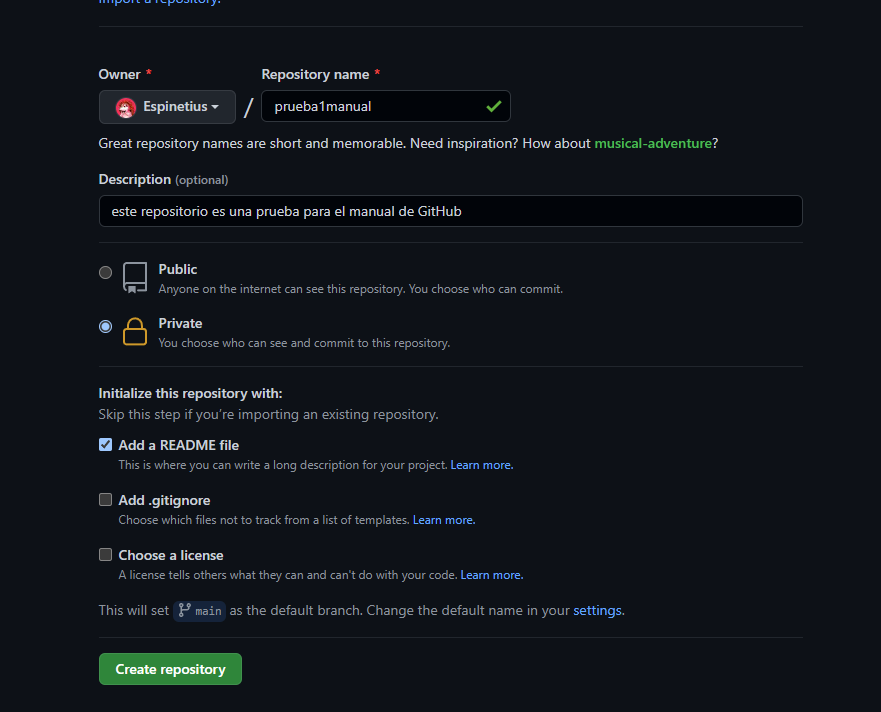 Import a repository.
Owner *
Repository name *
Espinetius
/
prueba1manual
Great repository names are short and memorable. Need inspiration? How about musical-adventure?
Description (optional)
este repositorio es una prueba para el manual de GitHub
Public
Anyone on the internet can see this repository. You choose who can commit.
Private
You choose who can see and commit to this repository.
Initialize this repository with:
Skip this step if you’re importing an existing repository.
Add a README file
This is where you can write a long description for your project. Learn more.
Add .gitignore
Choose which files not to track from a list of templates. Learn more.
Choose a license
A license tells others what they can and can't do with your code. Learn more.
This will set main as the default branch. Change the default name in your settings.
Create repository